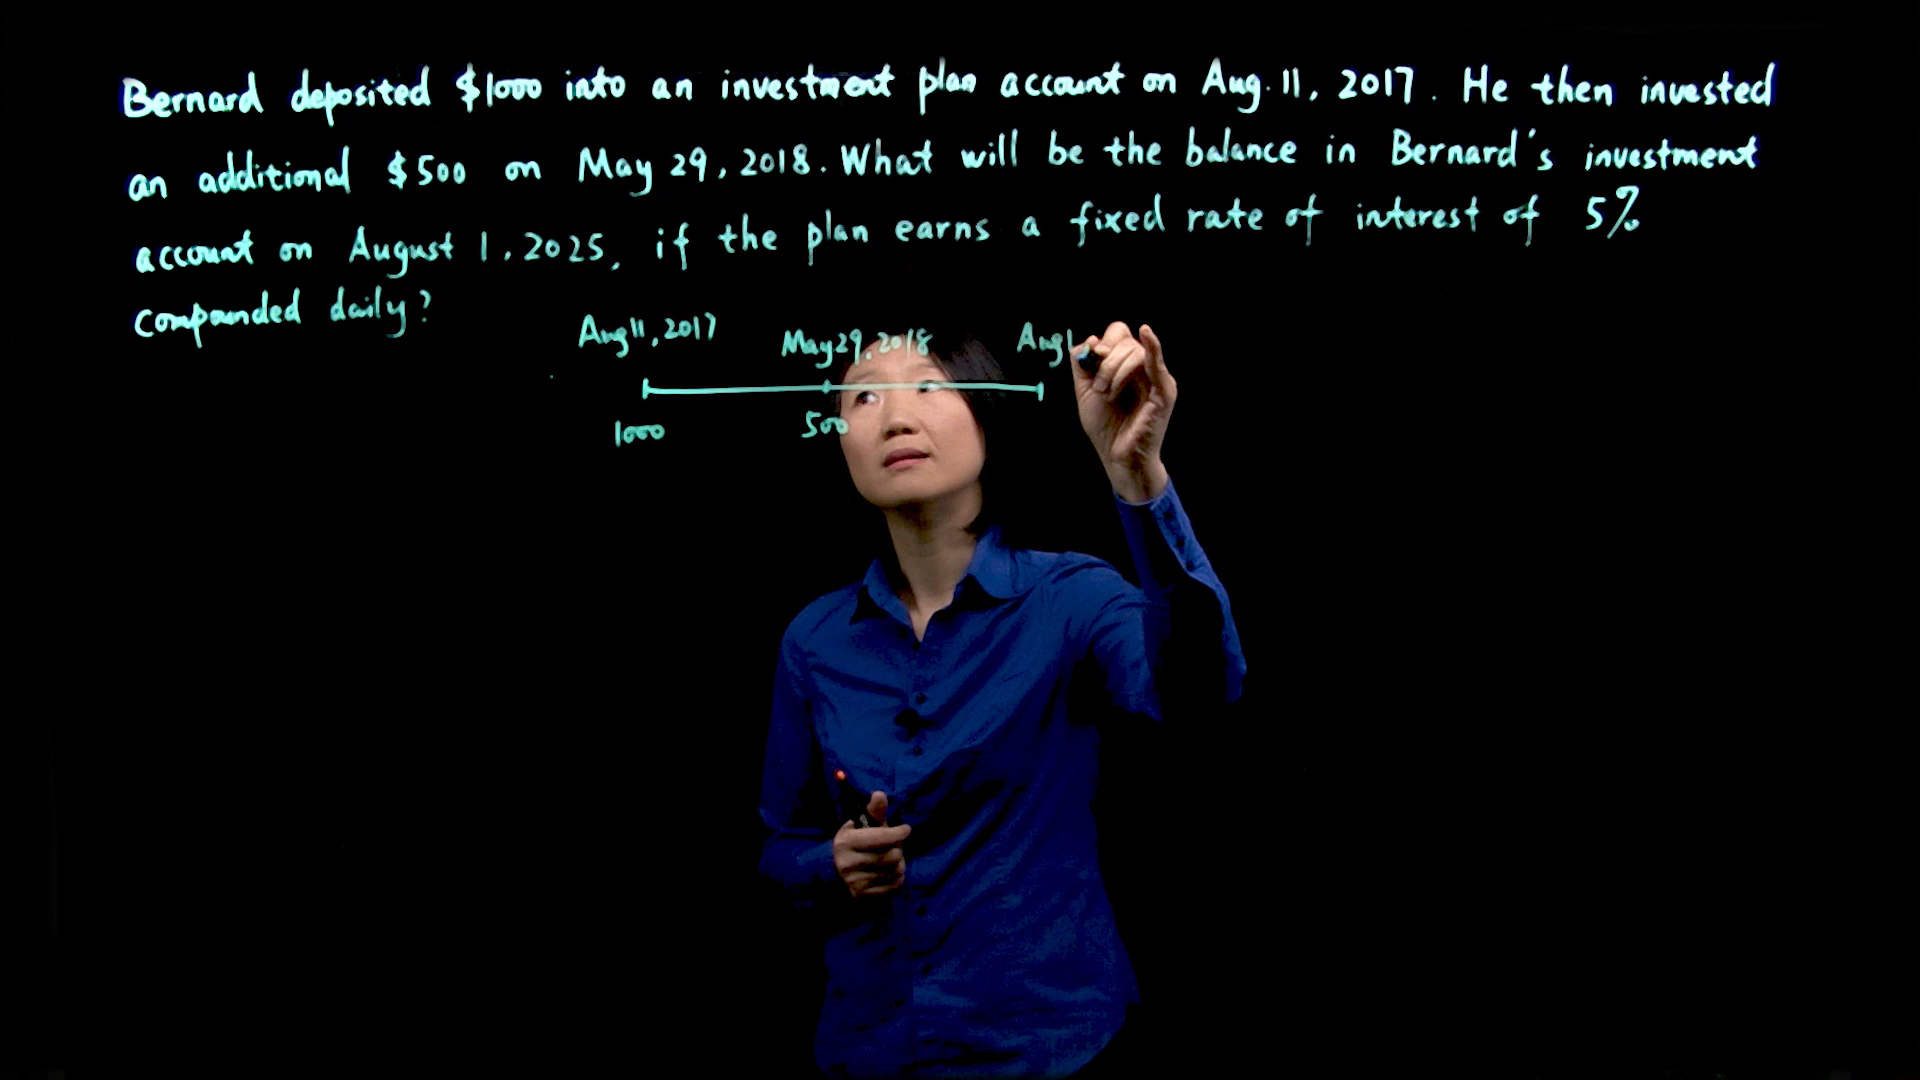 Bernard deposited $1000 into an investment plan account on Aug. 11, 2017. He then invested
an additional $500 on May 29, 2018. What will be the balance in Bernard's investment
account on August 1, 2025, if the plan earns a fixed rate of interest of 5%
compounded daily?
Aug 11, 2017 May 29, 2018 Aug 1
1000 500